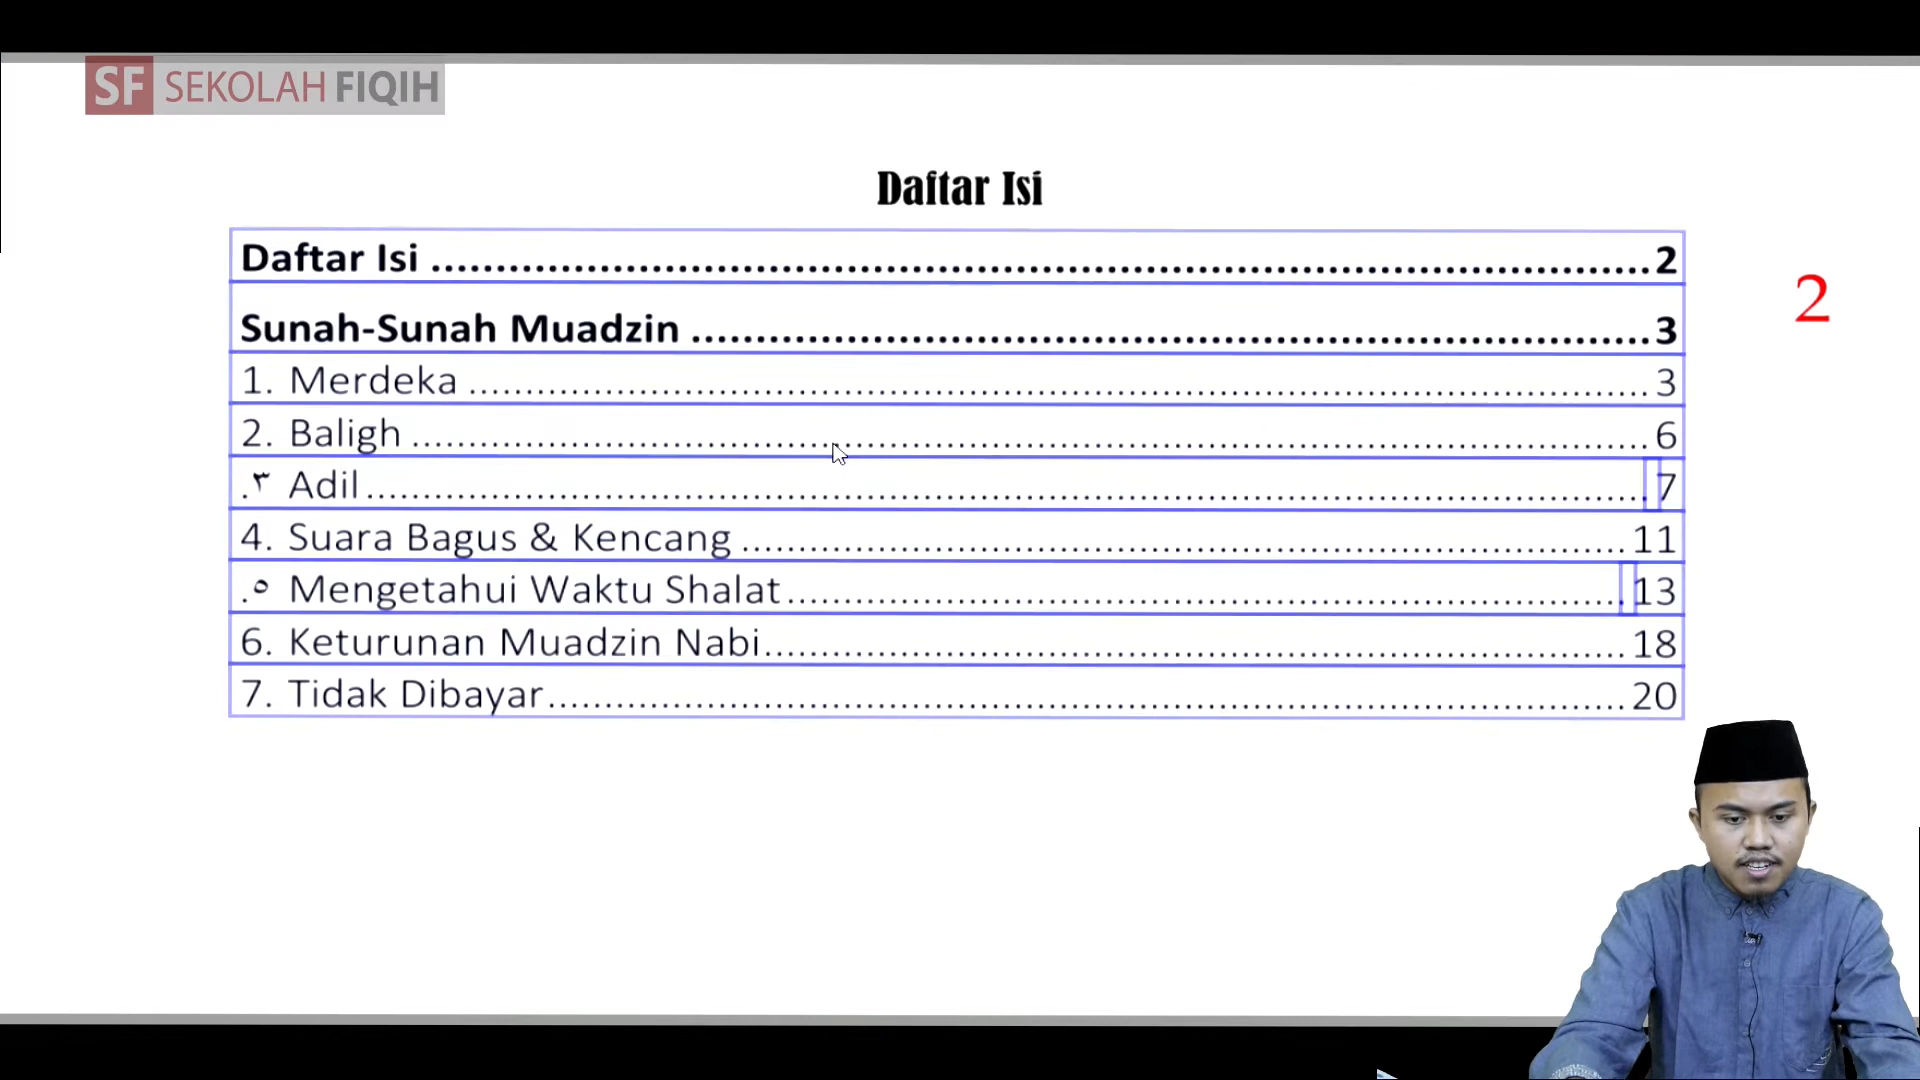 SF SEKOLAH FIQIH
Daftar Isi
Daftar Isi ........................................................................................................ 2
2
Sunah-Sunah Muadzin ........................................................................................ 3
1. Merdeka ........................................................................................................ 3
2. Baligh ........................................................................................................ 6
.٣ Adil........................................................................................................ 7
4. Suara Bagus & Kencang ........................................................................................ 11
.٥ Mengetahui Waktu Shalat........................................................................................ 13
6. Keturunan Muadzin Nabi........................................................................................ 18
7. Tidak Dibayar........................................................................................ 20